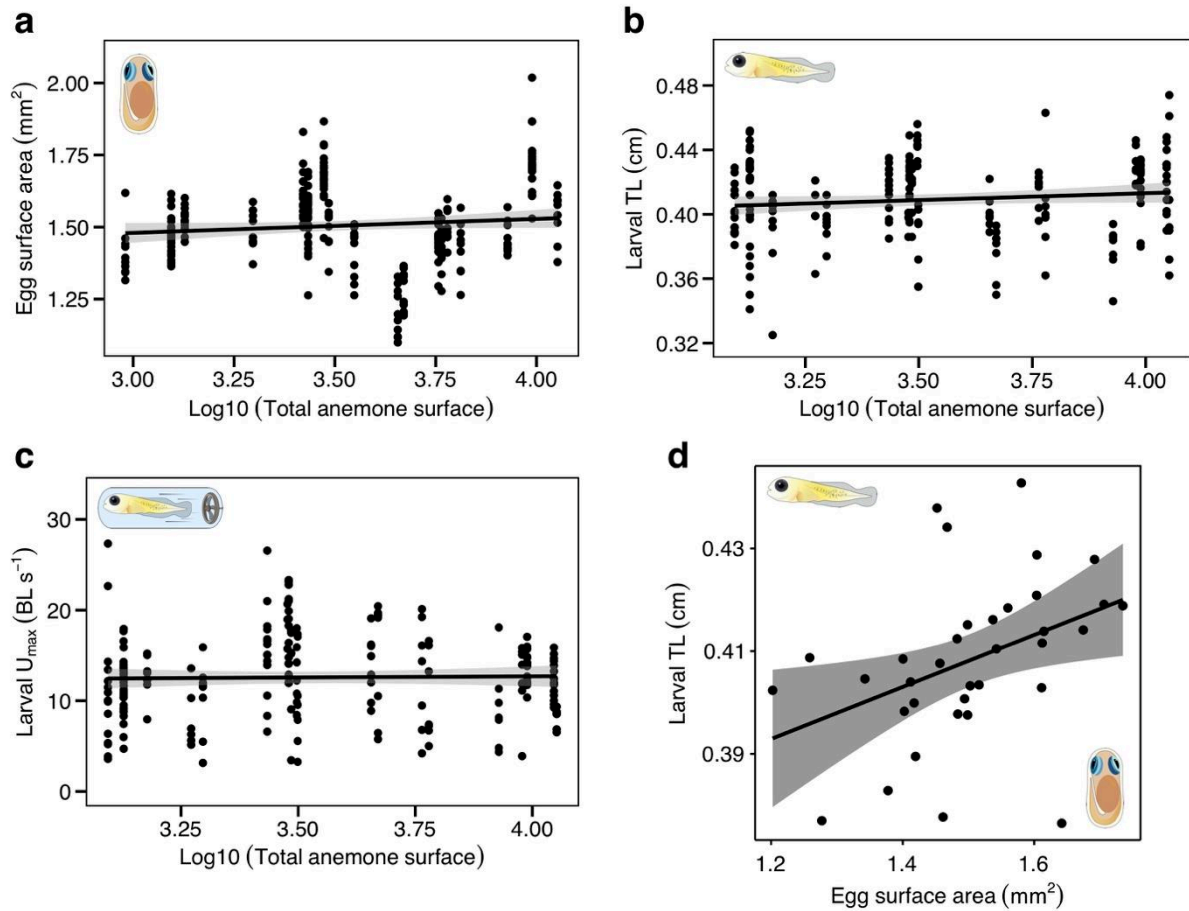 a
2.00
1.75
1.50
1.25
Egg surface area (mm²)
3.00 3.25 3.50 3.75 4.00
Log10 (Total anemone surface)
b
0.48
0.44
0.40
0.36
0.32
Larval TL (cm)
3.25 3.50 3.75 4.00
Log10 (Total anemone surface)
c
30
20
10
0
Larval Umax (BL s⁻¹)
3.25 3.50 3.75 4.00
Log10 (Total anemone surface)
d
0.43
0.41
0.39
Larval TL (cm)
1.2 1.4 1.6
Egg surface area (mm²)